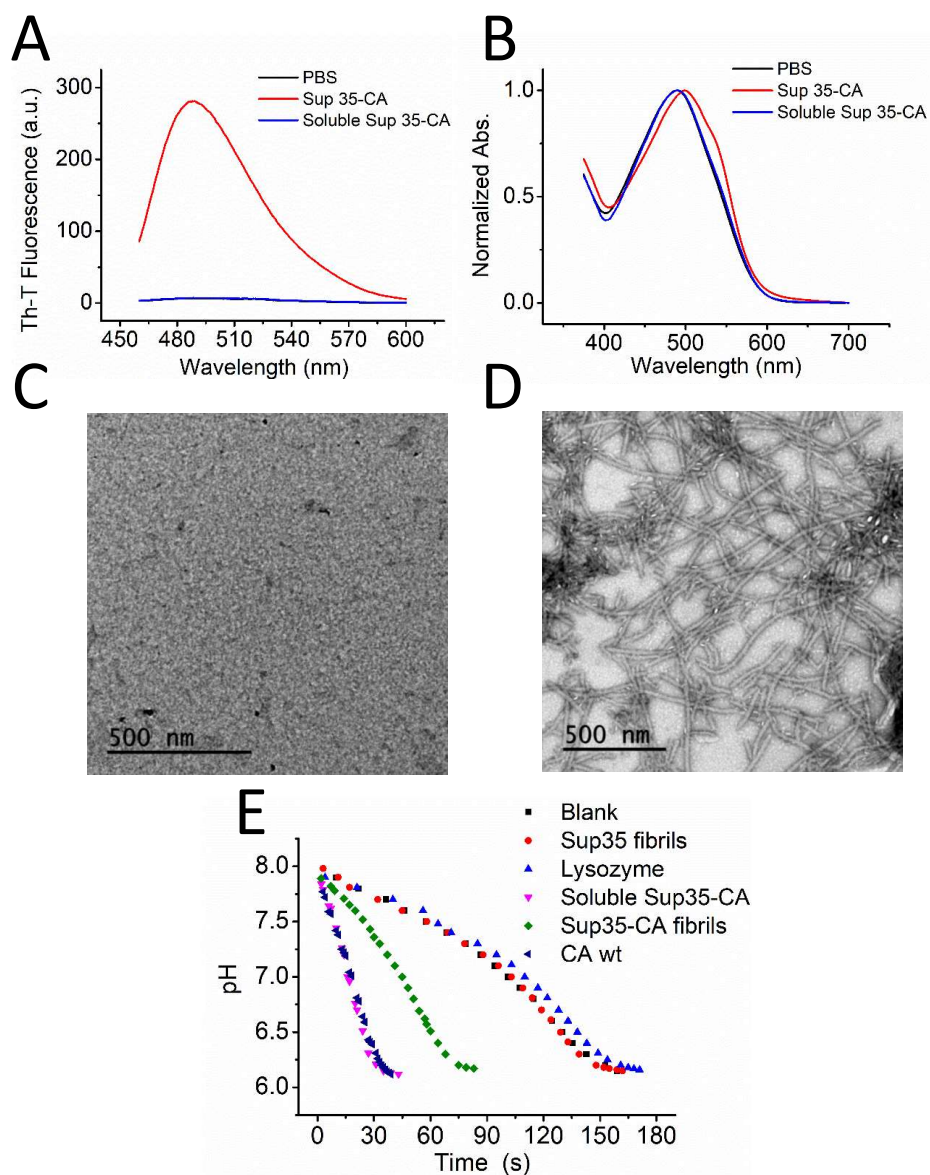 A
PBS
Sup 35-CA
Soluble Sup 35-CA
Th-T Fluorescence (a.u.)
300
200
100
0
450 480 510 540 570 600
Wavelength (nm)
B
PBS
Sup 35-CA
Soluble Sup 35-CA
Normalized Abs.
1.0
0.5
0.0
400 500 600 700
Wavelength (nm)
C
500 nm
D
500 nm
E
Blank
Sup35 fibrils
Lysozyme
Soluble Sup35-CA
Sup35-CA fibrils
CA wt
pH
8.0
7.5
7.0
6.5
6.0
0 30 60 90 120 150 180
Time (s)